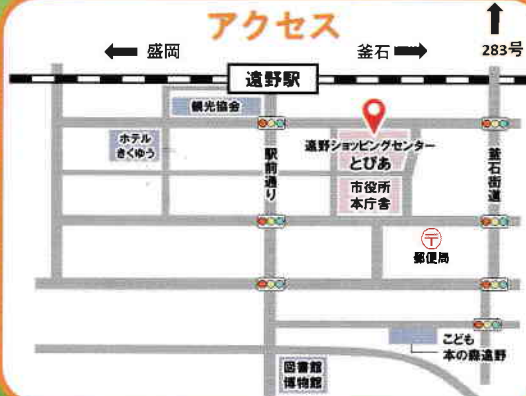 アクセス
盛岡
釜石
283号
遠野駅
観光協会
ホテル
きくゆう
駅前通り
遠野ショッピングセンター
とぴあ
市役所
本庁舎
釜石街道
〒
郵便局
こども
本の森遠野
図書館
博物館